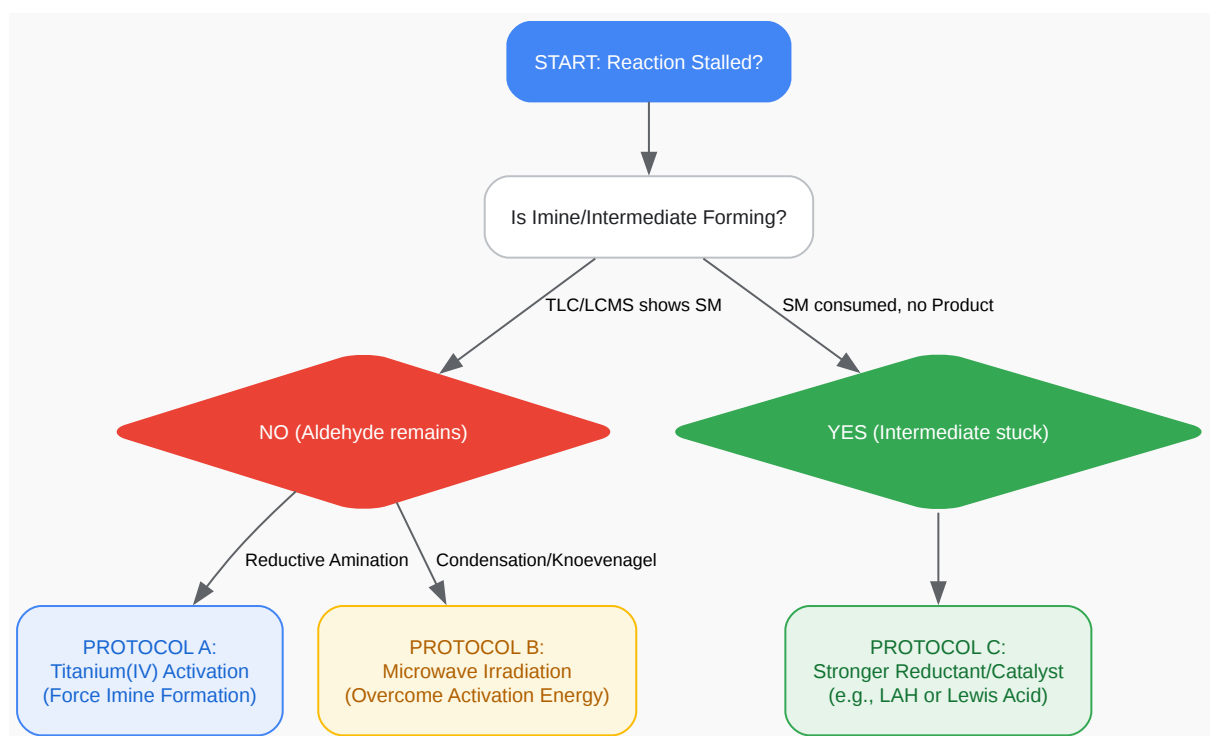 START: Reaction Stalled?
Is Imine/Intermediate Forming?
TLC/LCMS shows SM
SM consumed, no Product
NO (Aldehyde remains)
YES (Intermediate stuck)
Reductive Amination
Condensation/Knoevenagel
PROTOCOL A:
Titanium(IV) Activation
(Force Imine Formation)
PROTOCOL B:
Microwave Irradiation
(Overcome Activation Energy)
PROTOCOL C:
Stronger Reductant/Catalyst
(e.g., LAH or Lewis Acid)